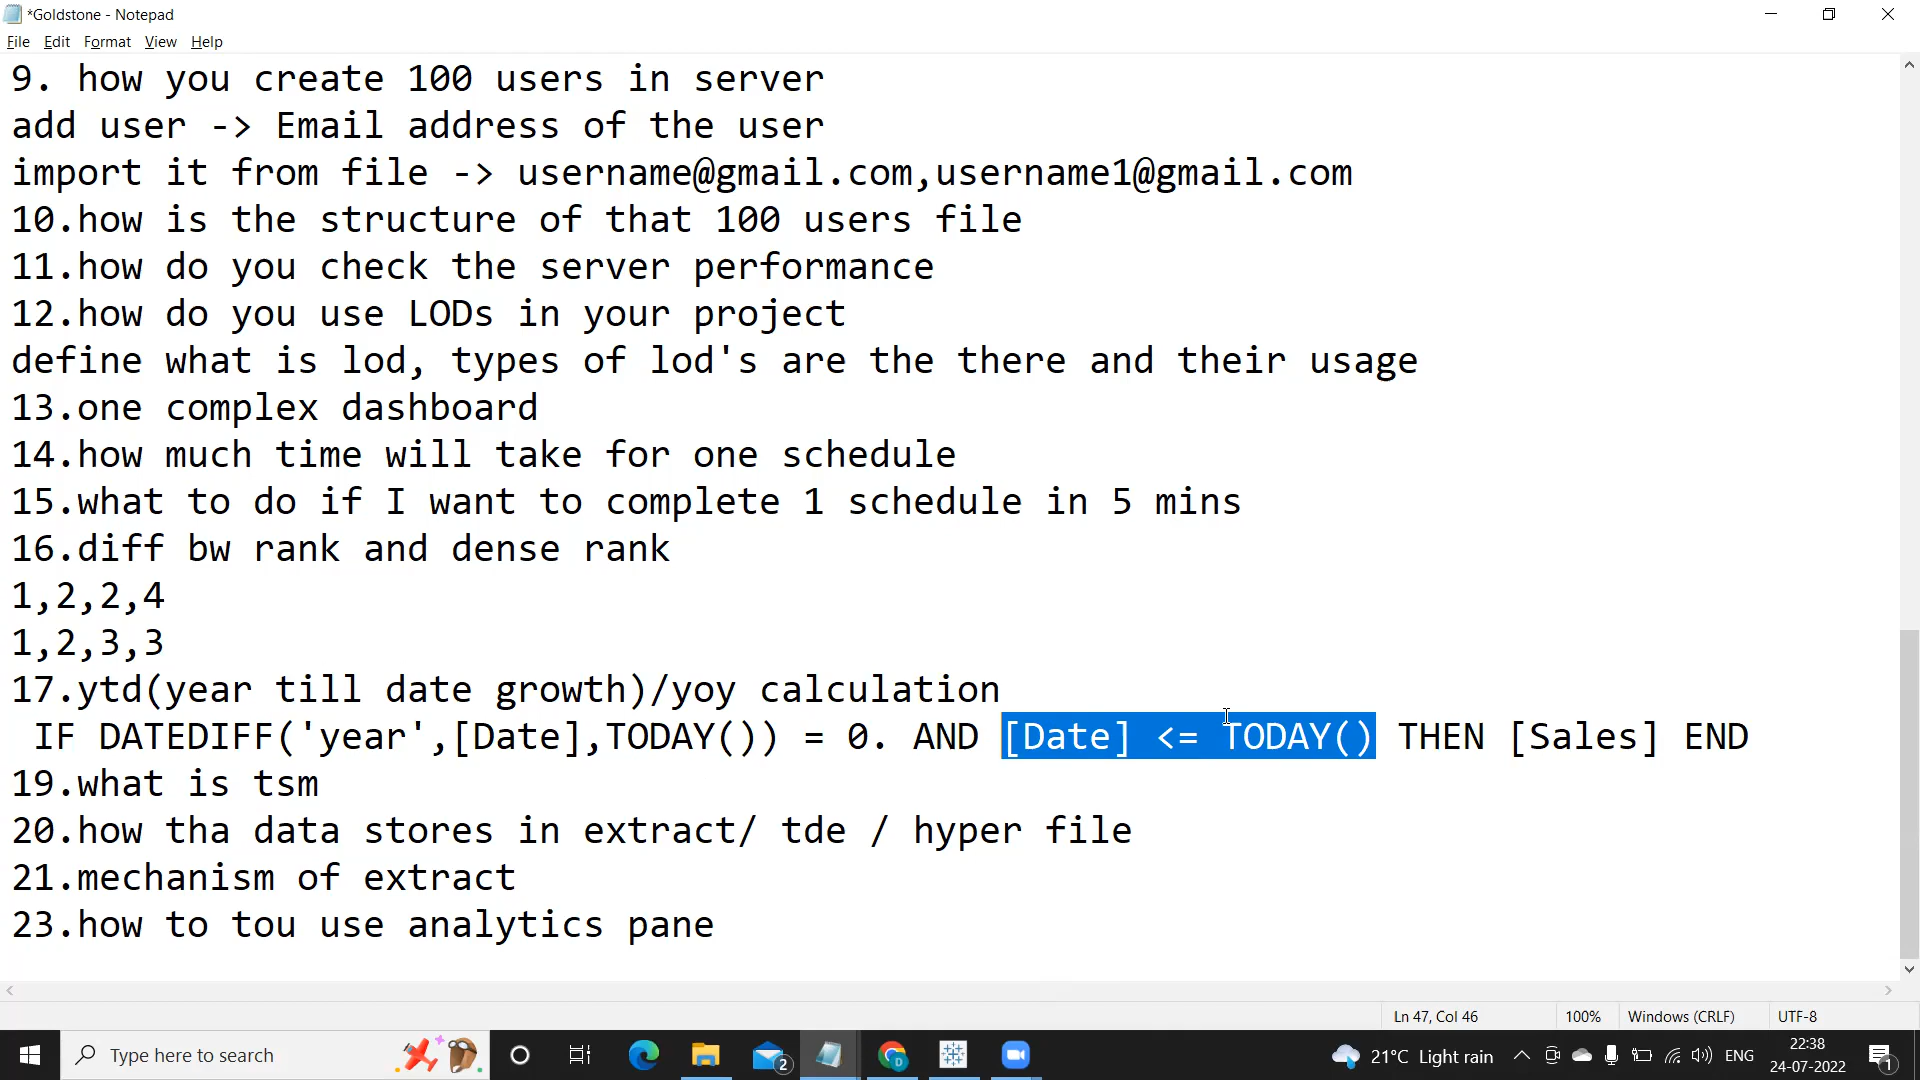 *Goldstone - Notepad
File Edit Format View Help
9. how you create 100 users in server
add user -> Email address of the user
import it from file -> username@gmail.com,username1@gmail.com
10.how is the structure of that 100 users file
11.how do you check the server performance
12.how do you use LODs in your project
define what is lod, types of lod's are the there and their usage
13.one complex dashboard
14.how much time will take for one schedule
15.what to do if I want to complete 1 schedule in 5 mins
16.diff bw rank and dense rank
1,2,2,4
1,2,3,3
17.ytd(year till date growth)/yoy calculation
IF DATEDIFF('year',[Date],TODAY()) = 0. AND [Date] <= TODAY() THEN [Sales] END
19.what is tsm
20.how tha data stores in extract/ tde / hyper file
21.mechanism of extract
23.how to tou use analytics pane
Ln 47, Col 46 100% Windows (CRLF) UTF-8
Type here to search 2 21°C Light rain ENG 22:38 1
24-07-2022